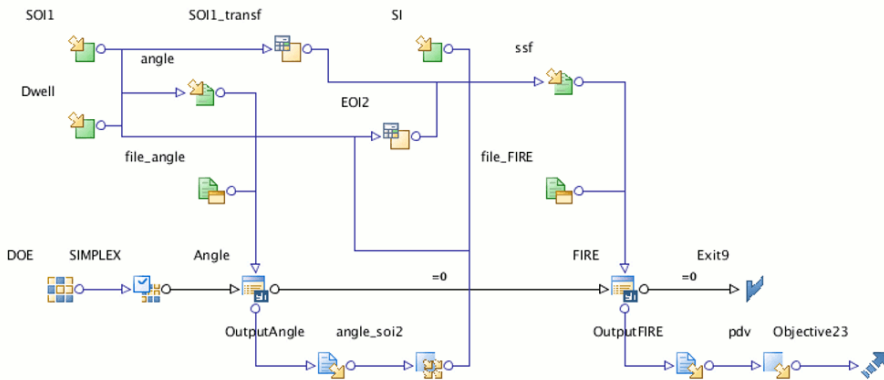 SOI1
SOI1_transf
SI
angle
ssf
Dwell
EOI2
file_angle
file_FIRE
DOE
SIMPLEX
Angle
=0
FIRE
=0
Exit9
OutputAngle
angle_soi2
OutputFIRE
pdv
Objective23